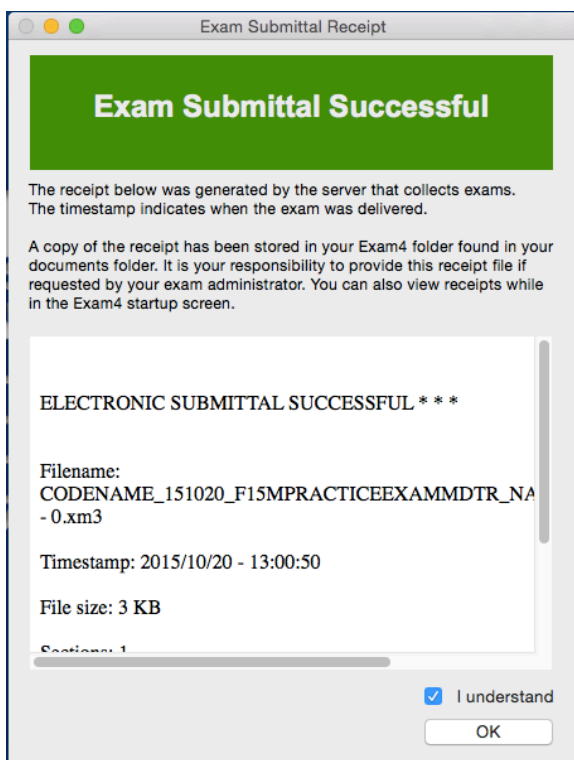 Exam Submittal Receipt
Exam Submittal Successful
The receipt below was generated by the server that collects exams.
The timestamp indicates when the exam was delivered.
A copy of the receipt has been stored in your Exam4 folder found in your
documents folder. It is your responsibility to provide this receipt file if
requested by your exam administrator. You can also view receipts while
in the Exam4 startup screen.
ELECTRONIC SUBMITTAL SUCCESSFUL * * *
Filename:
CODENAME_151020_F15MPRACTICEEXAMMDTR_NA
- 0.xm3
Timestamp: 2015/10/20 - 13:00:50
File size: 3 KB
Sections: 1
I understand
OK